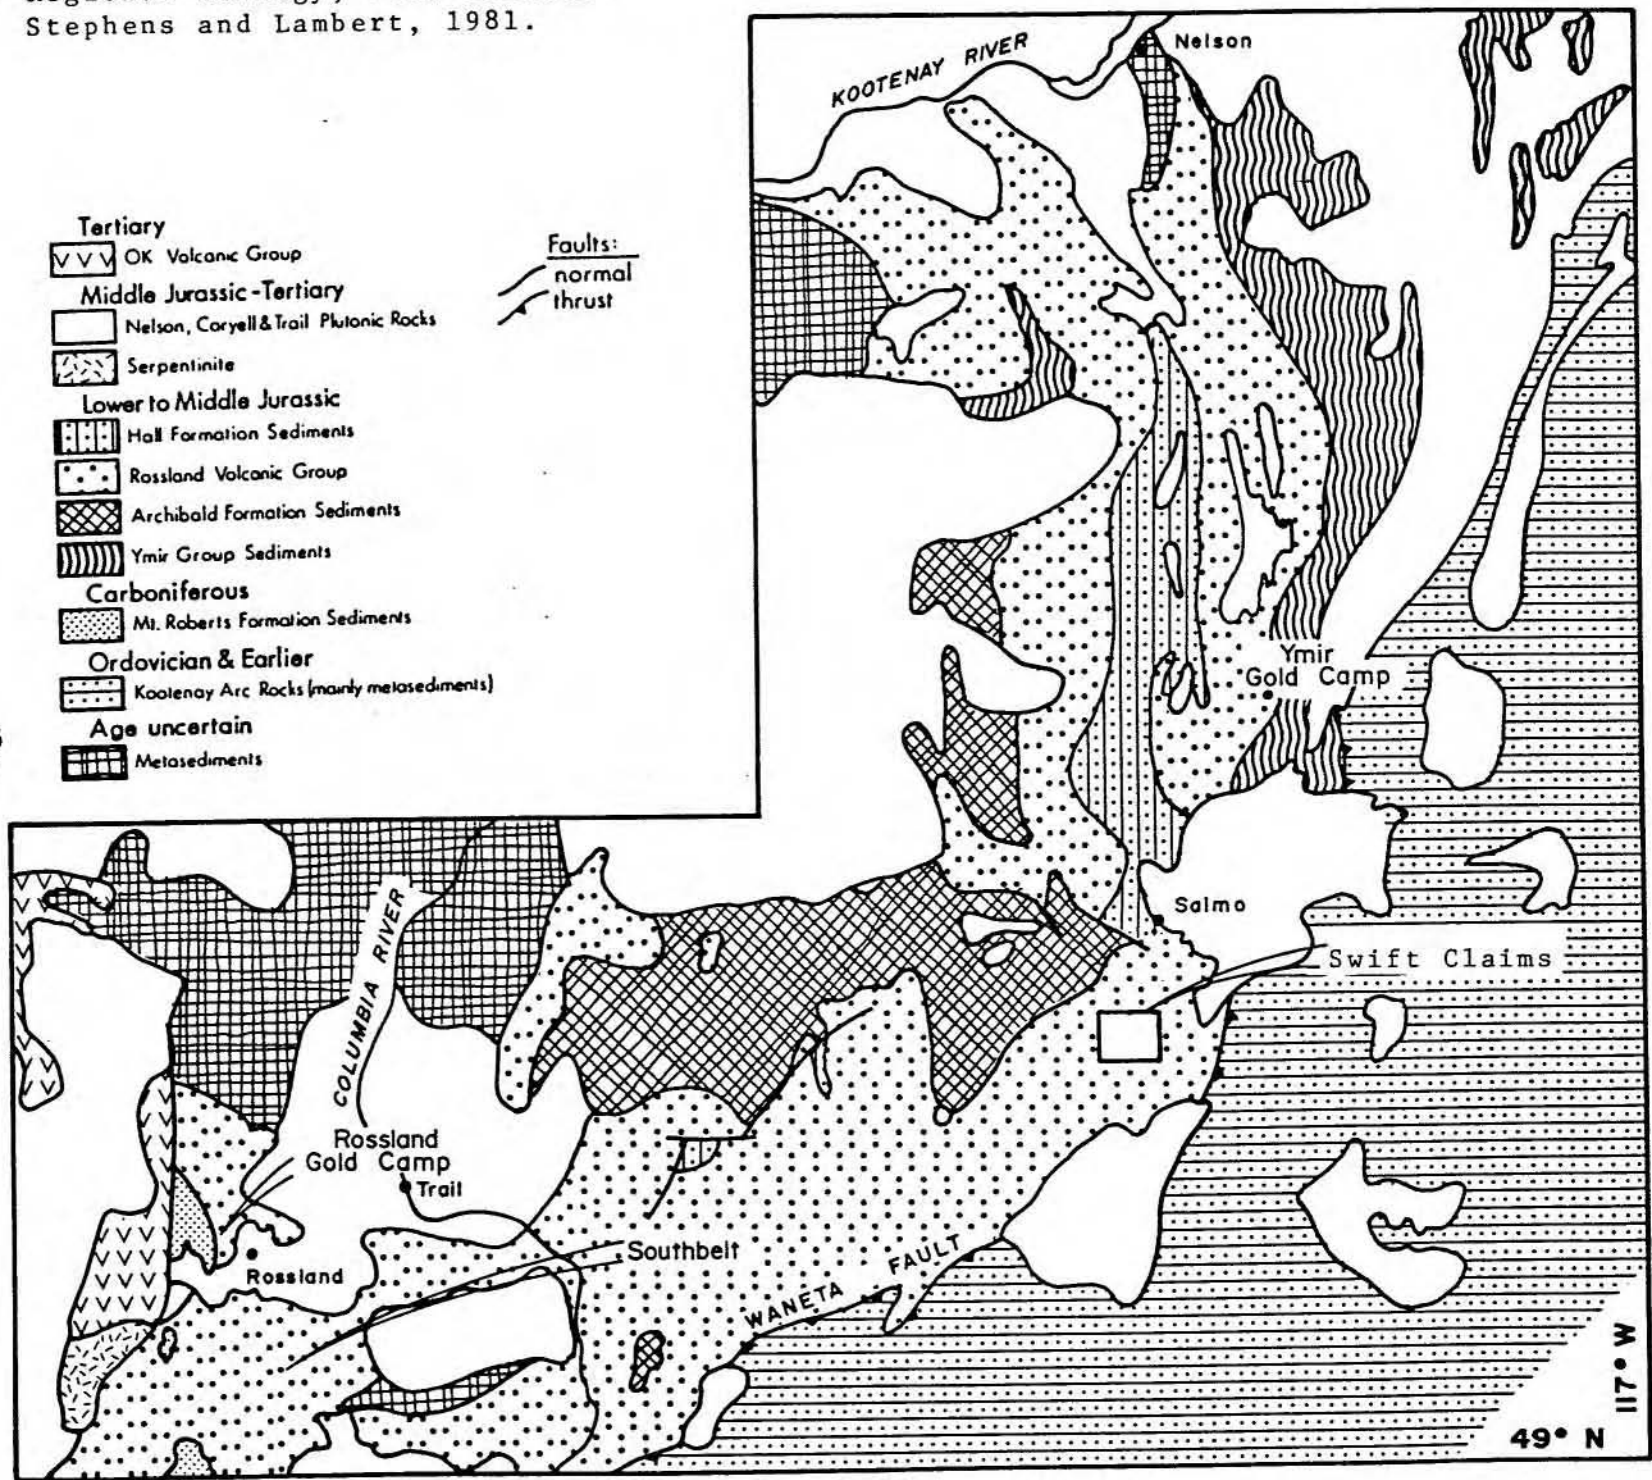 Stephens and Lambert, 1981.
Tertiary
OK Volcanic Group
Middle Jurassic-Tertiary
Nelson, Coryell & Trail Plutonic Rocks
Serpentinite
Lower to Middle Jurassic
Hall Formation Sediments
Rossland Volcanic Group
Archibald Formation Sediments
Ymir Group Sediments
Carboniferous
Mt. Roberts Formation Sediments
Ordovician & Earlier
Kootenay Arc Rocks (mainly metasediments)
Age uncertain
Metasediments
Faults:
normal
thrust
KOOTENAY RIVER
Nelson
Ymir
Gold Camp
Salmo
Swift Claims
COLUMBIA RIVER
Rossland
Gold Camp
Trail
Rossland
Southbelt
WANETA FAULT
117° W
49° N